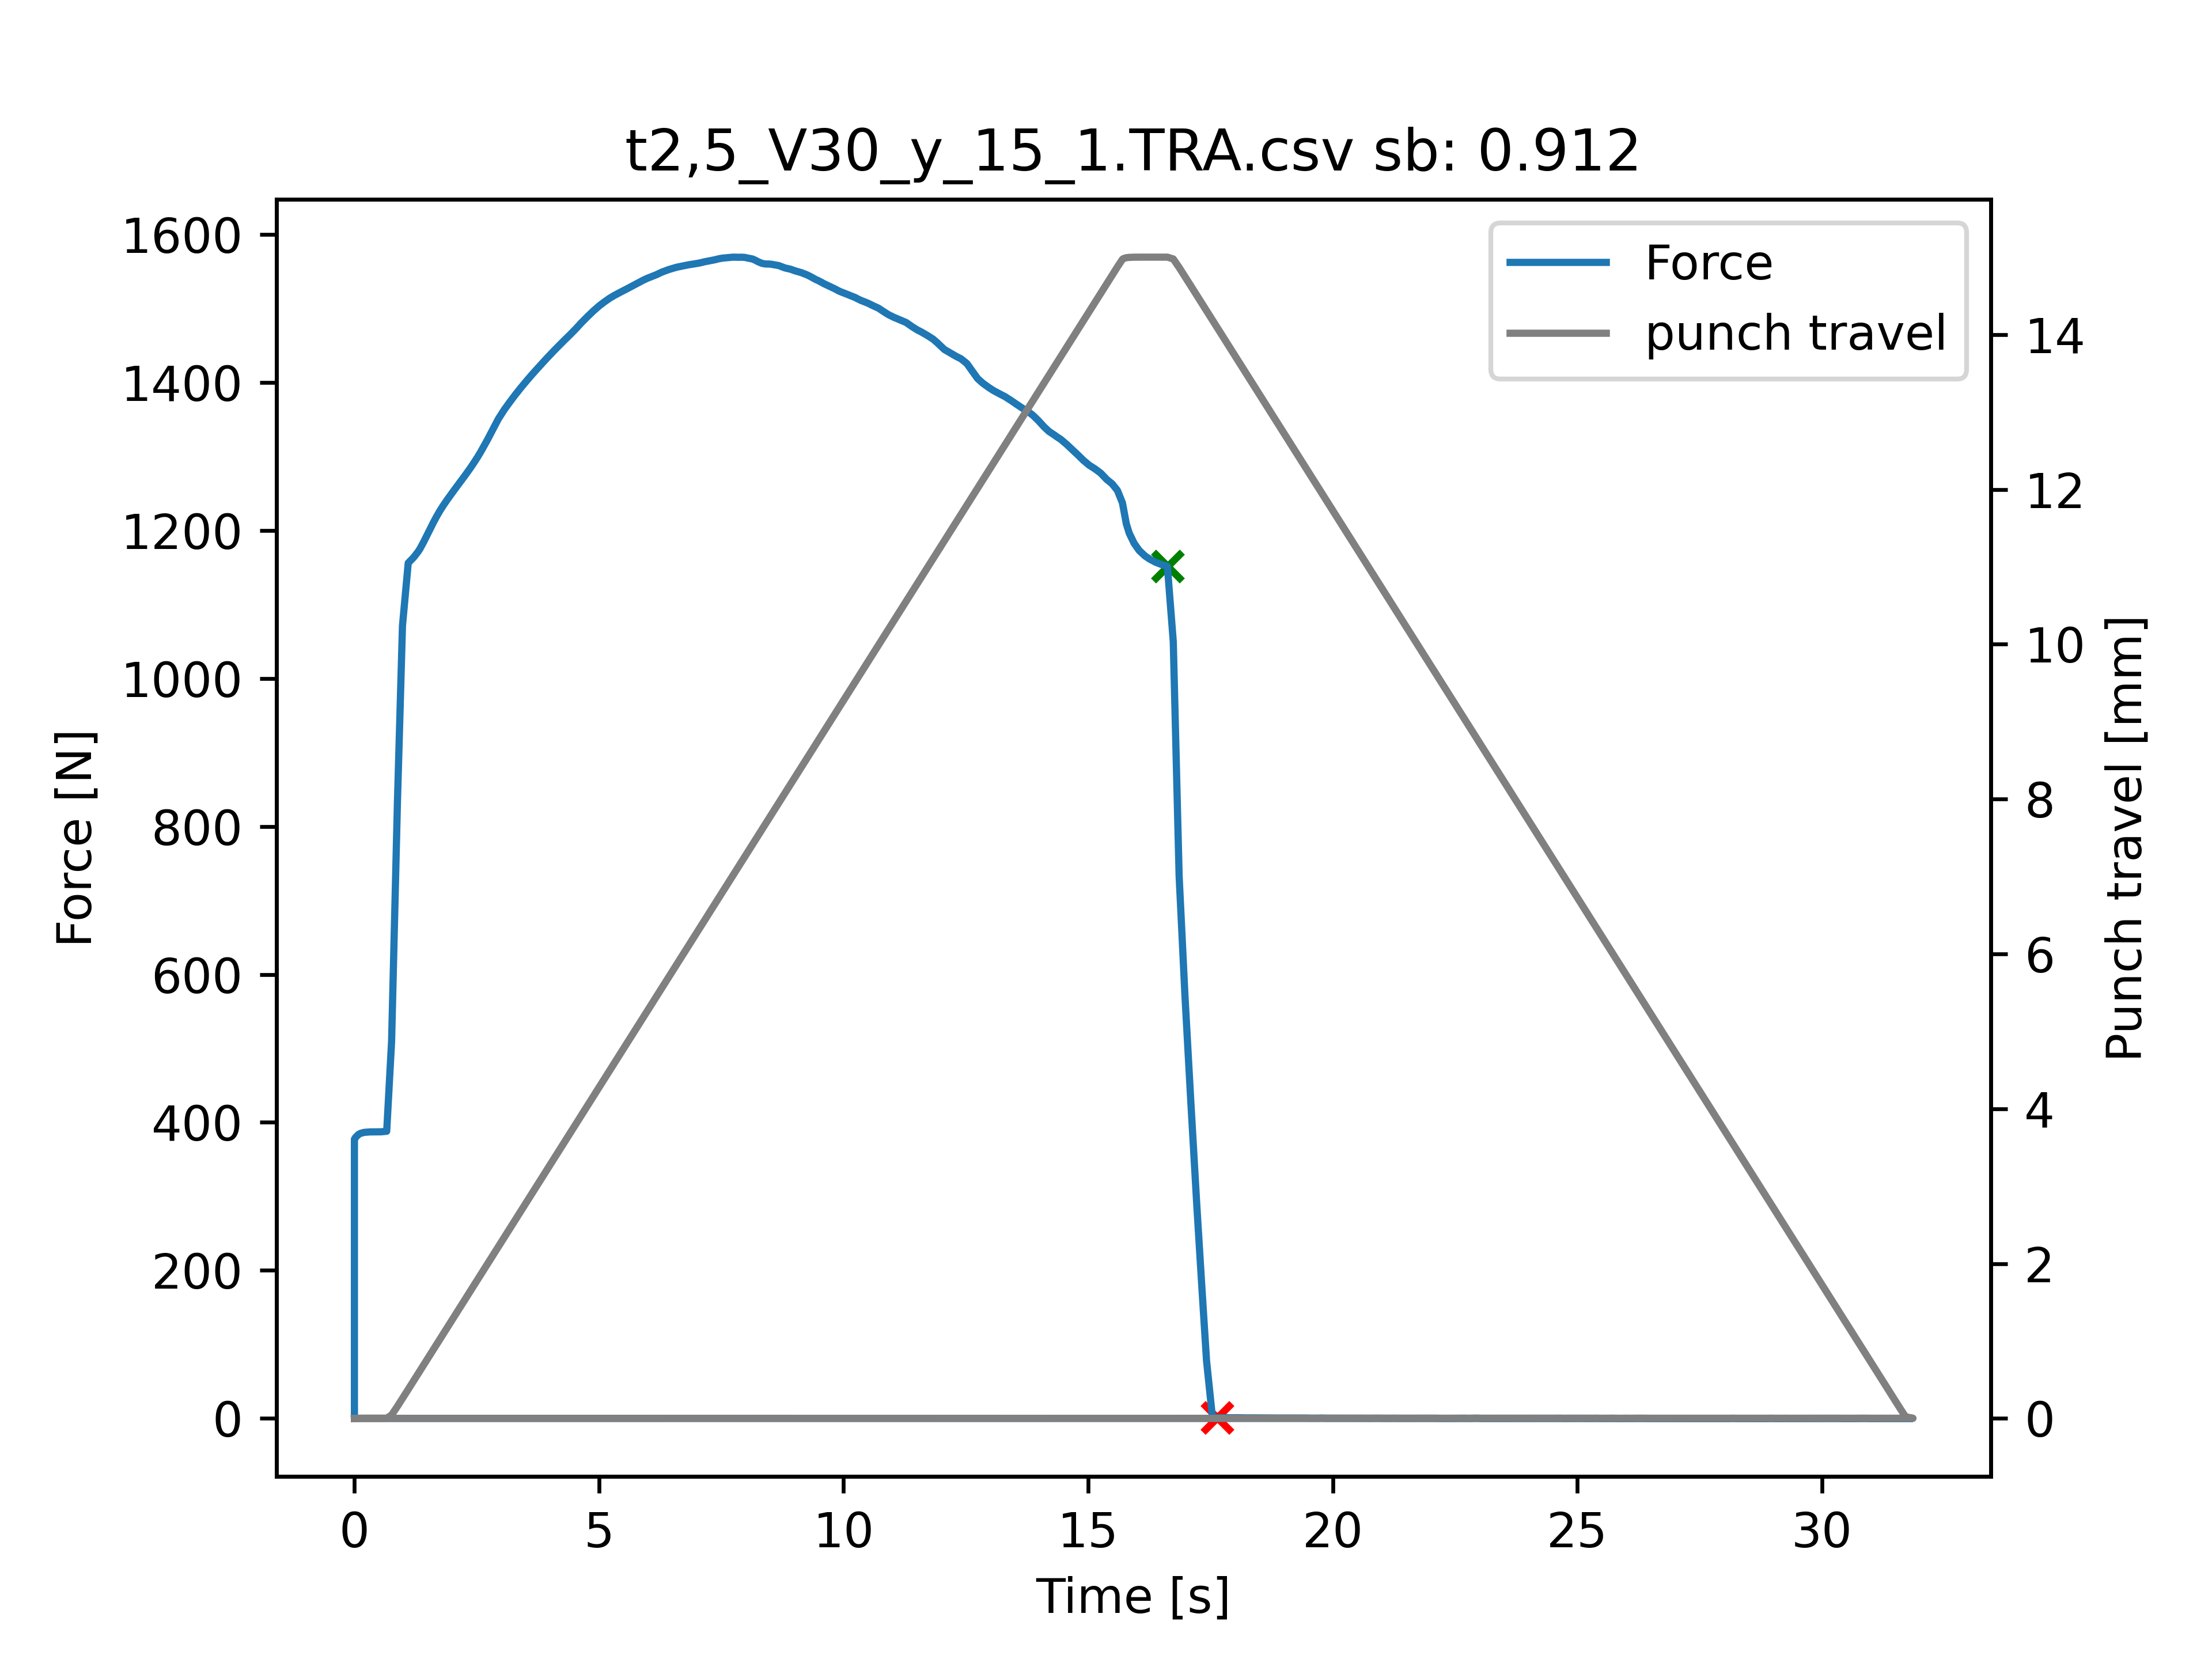 t2,5_V30_y_15_1.TRA.csv sb: 0.912
Force
punch travel
1600
1400
1200
1000
800
600
400
200
0
Force [N]
14
12
10
8
6
4
2
0
Punch travel [mm]
0 5 10 15 20 25 30
Time [s]